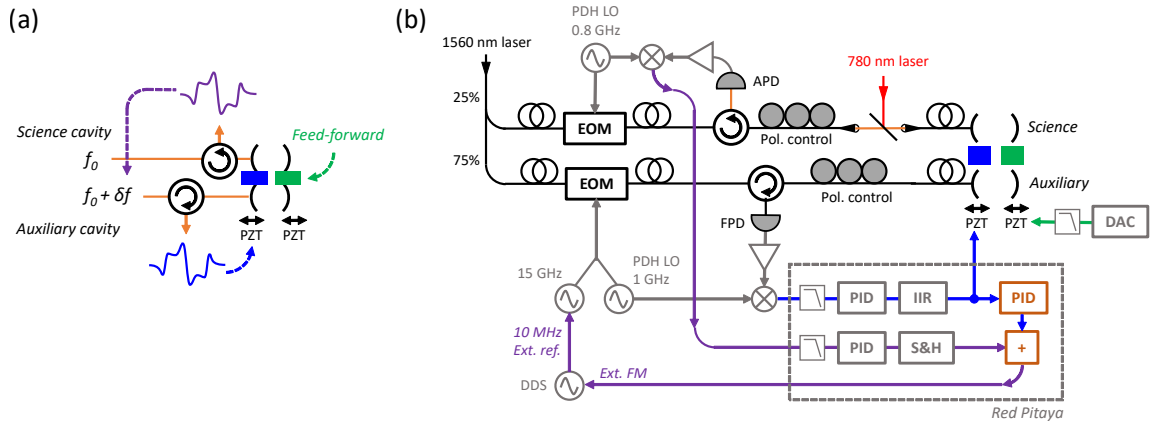 (a)
Science cavity
f0
Feed-forward
f0 + δf
Auxiliary cavity
PZT
PZT
(b)
1560 nm laser
PDH LO
0.8 GHz
APD
780 nm laser
25%
EOM
Pol. control
Science
75%
EOM
Pol. control
Auxiliary
FPD
PZT
PZT
DAC
15 GHz
PDH LO
1 GHz
PID
IIR
PID
10 MHz
Ext. ref.
PID
S&H
+
DDS
Ext. FM
Red Pitaya